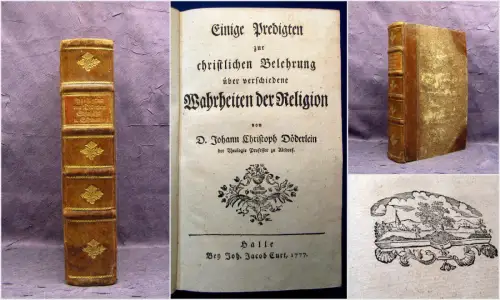 Einige Predigten
zur
christlichen Belehrung
über verschiedene
Wahrheiten der Religion
von
D. Johann Christoph Döderlein
der Theologie Professor zu Altdorf.
Halle
Bey Joh. Jacob Curt. 1777.